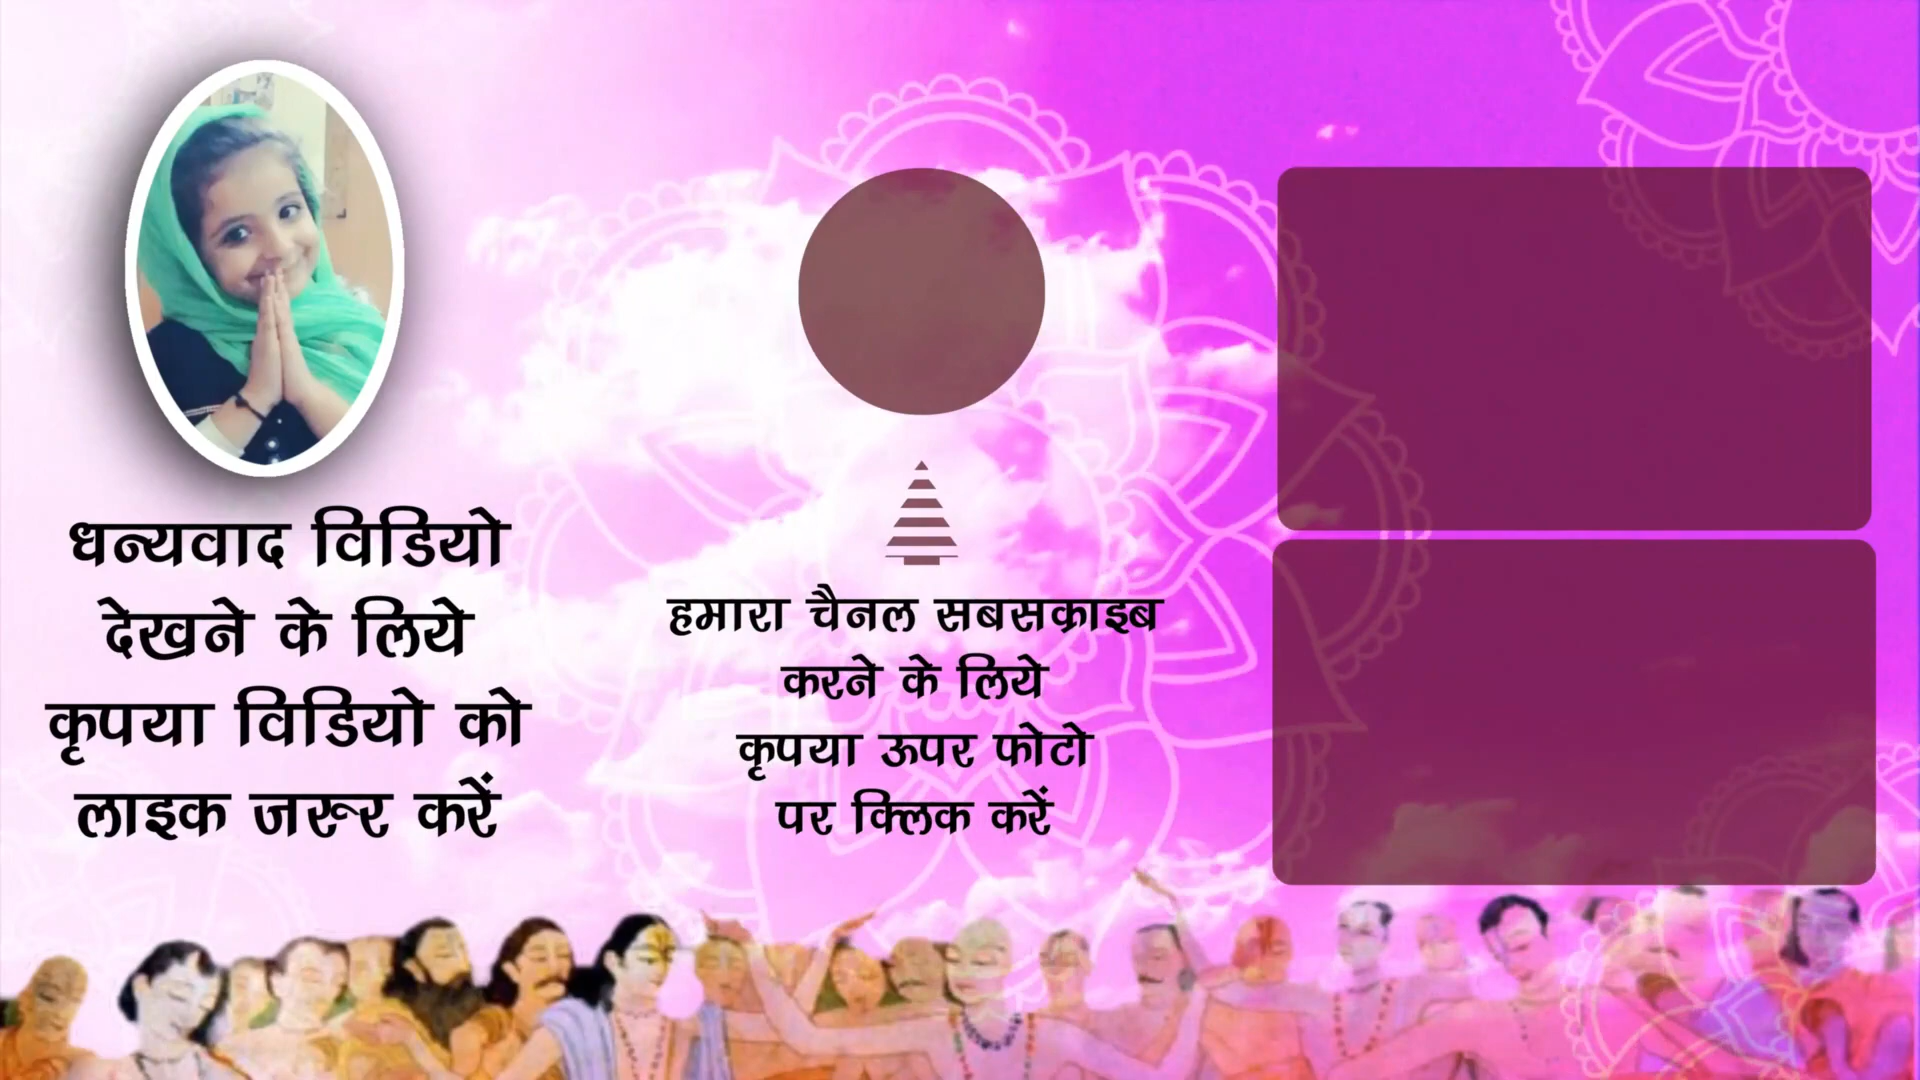 धन्यवाद विडियो
देखने के लिये
कृपया विडियो को
लाइक जरूर करें
हमारा चैनल सबसक्राइब
करने के लिये
कृपया ऊपर फोटो
पर क्लिक करें